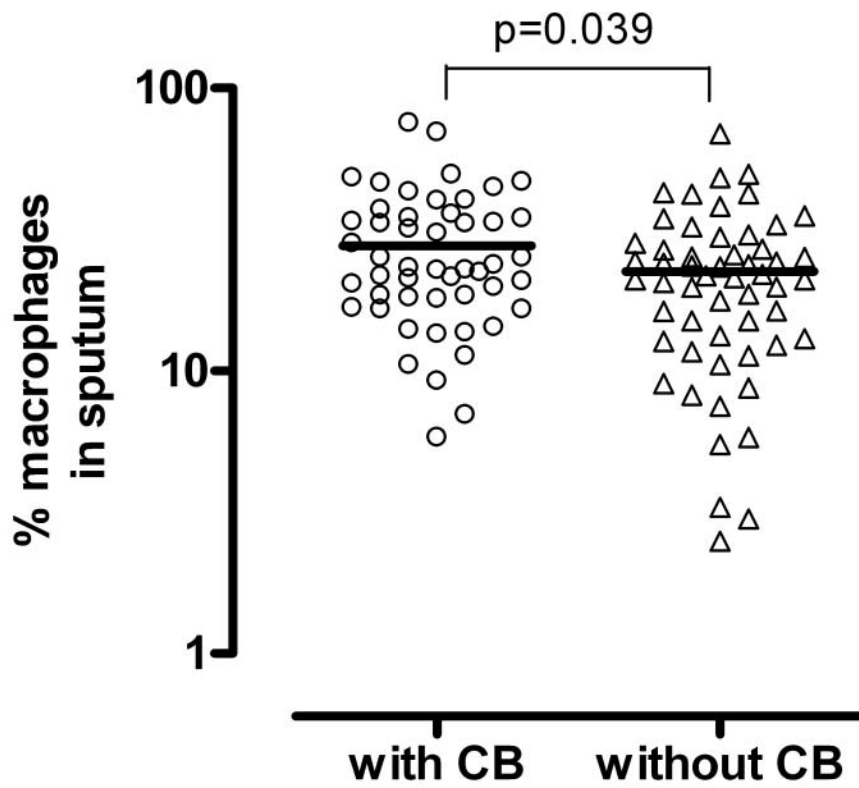 p=0.039
100
10
1
% macrophages
in sputum
with CB
without CB